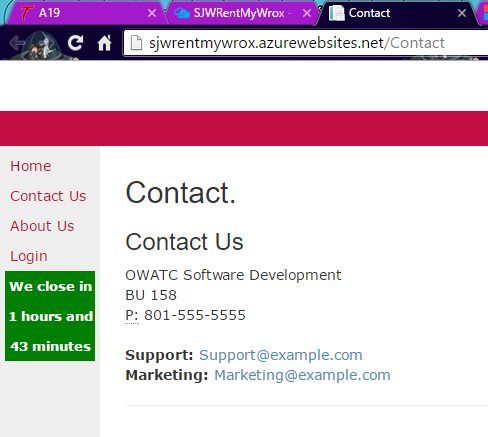 A19
SJWRentMyWrox -
Contact
sjwrentmywrox.azurewebsites.net/Contact
Home
Contact Us
About Us
Login
We close in
1 hours and
43 minutes
Contact.
Contact Us
OWATC Software Development
BU 158
P: 801-555-5555
Support: Support@example.com
Marketing: Marketing@example.com